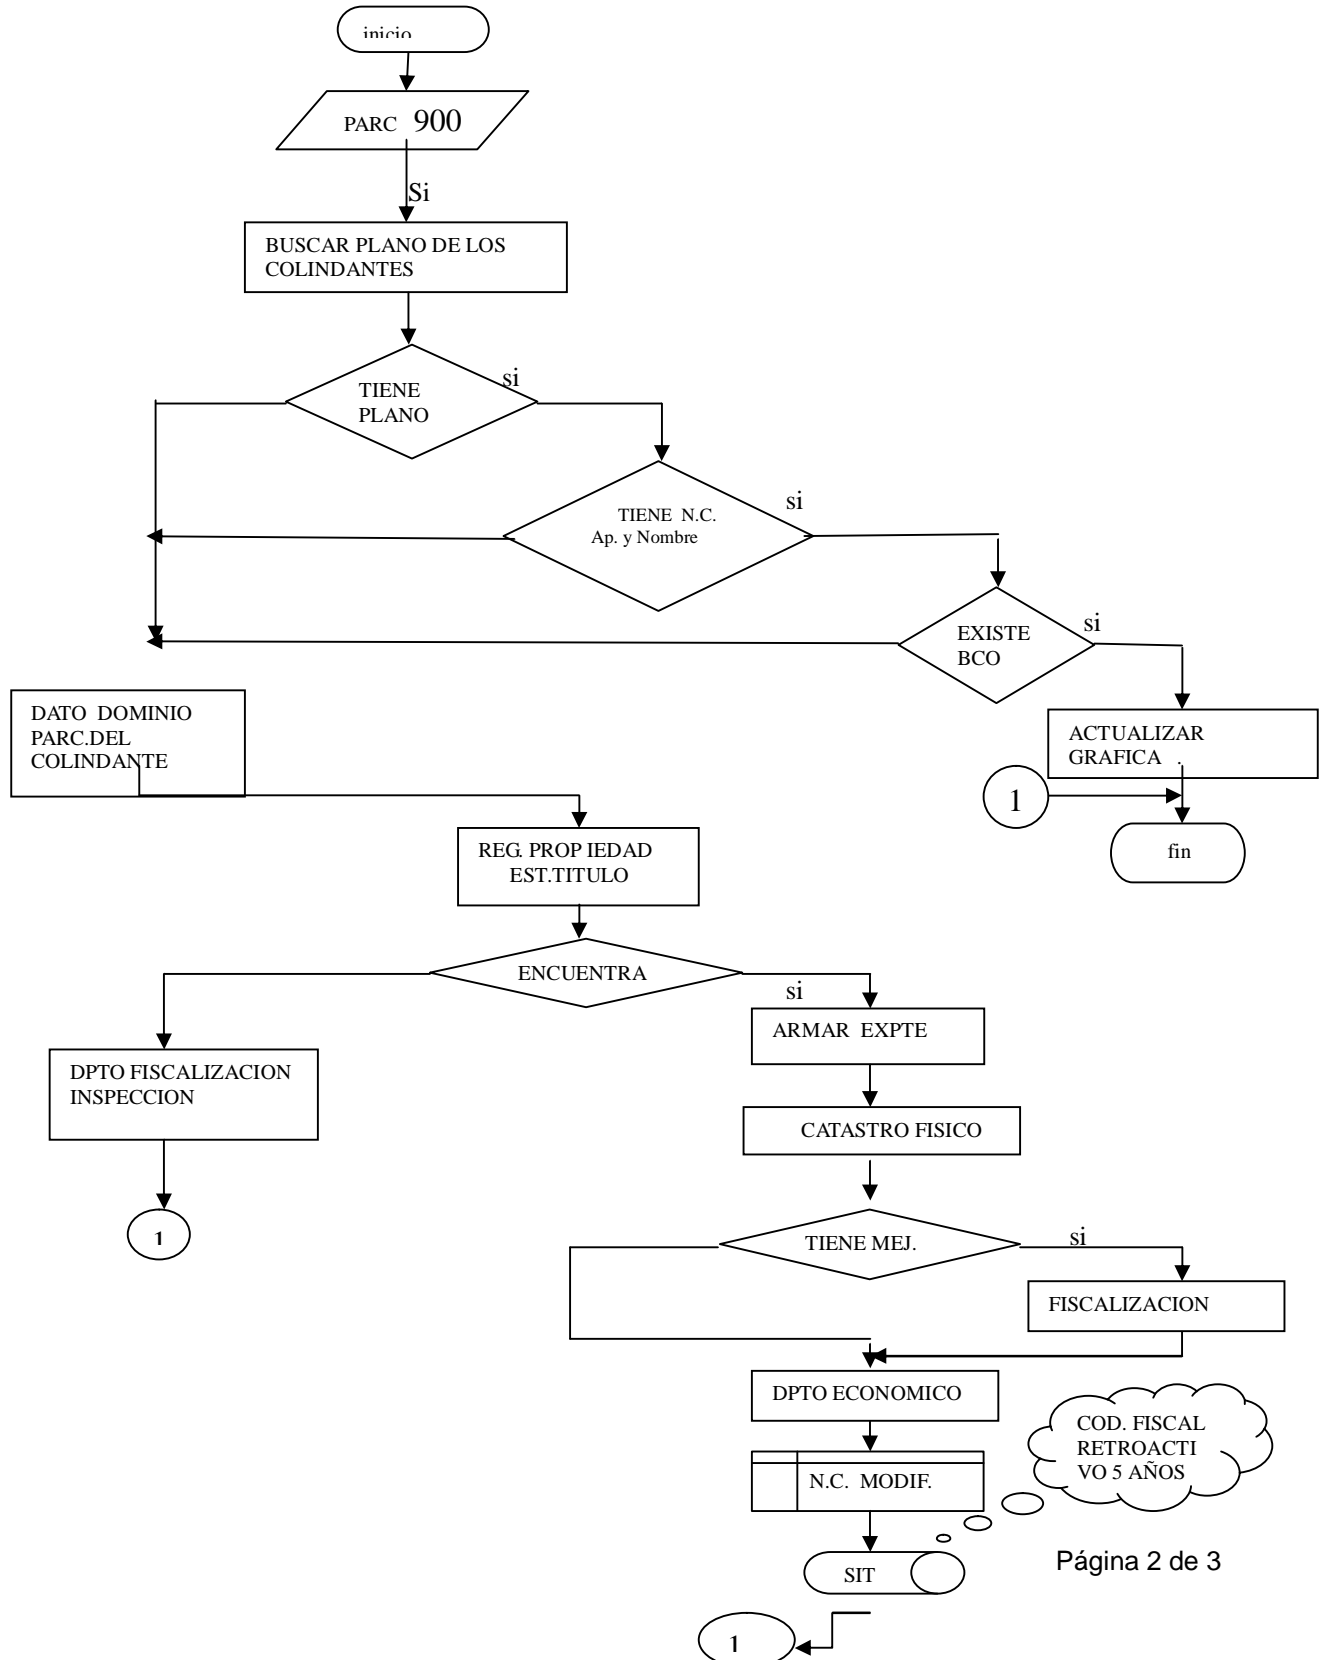 inicio
PARC 900
Si
BUSCAR PLANO DE LOS
COLINDANTES
TIENE
PLANO
si
TIENE N.C.
Ap. y Nombre
si
EXISTE
BCO
si
DATO DOMINIO
PARC.DEL
COLINDANTE
ACTUALIZAR
GRAFICA .
1
fin
REG. PROP IEDAD
EST.TITULO
ENCUENTRA
si
ARMAR EXPTE
DPTO FISCALIZACION
INSPECCION
CATASTRO FISICO
1
TIENE MEJ.
si
FISCALIZACION
DPTO ECONOMICO
COD. FISCAL
RETROACTI
VO 5 AÑOS
N.C. MODIF.
SIT
Página 2 de 3
1